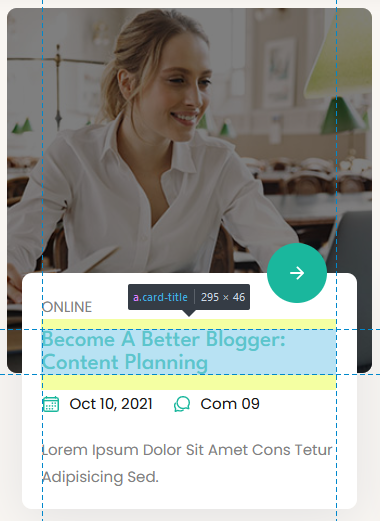 a.card-title 295 × 46
ONLINE
Become A Better Blogger:
Content Planning
Oct 10, 2021 Com 09
Lorem Ipsum Dolor Sit Amet Cons Tetur
Adipisicing Sed.